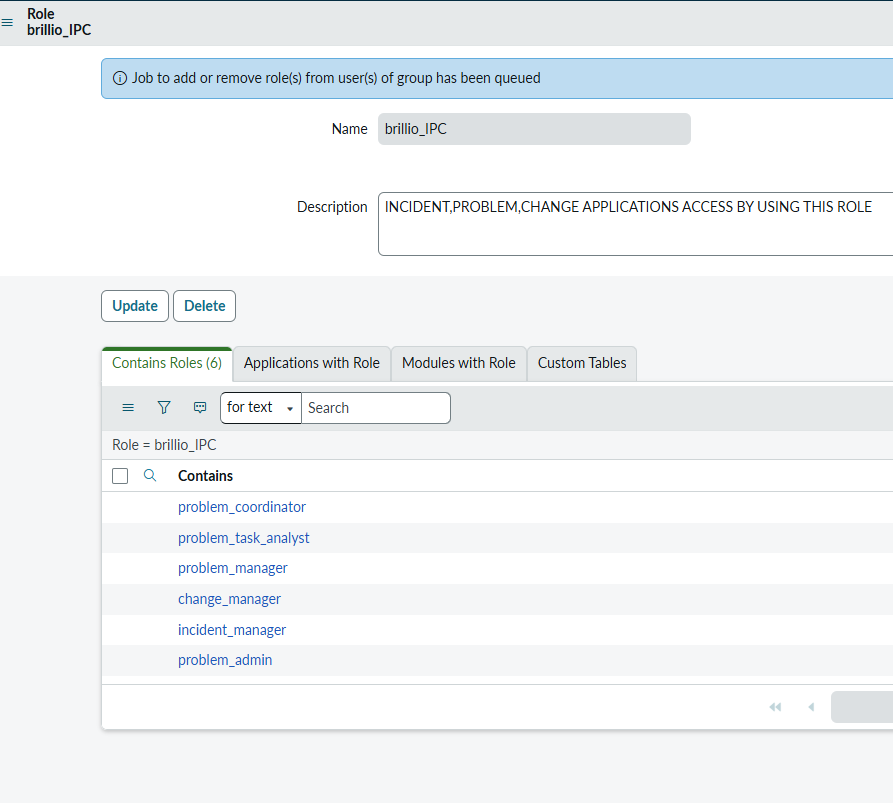 Role
brillio_IPC
Job to add or remove role(s) from user(s) of group has been queued
Name brillio_IPC
Description INCIDENT,PROBLEM,CHANGE APPLICATIONS ACCESS BY USING THIS ROLE
Update Delete
Contains Roles (6) Applications with Role Modules with Role Custom Tables
for text Search
Role = brillio_IPC
Contains
problem_coordinator
problem_task_analyst
problem_manager
change_manager
incident_manager
problem_admin